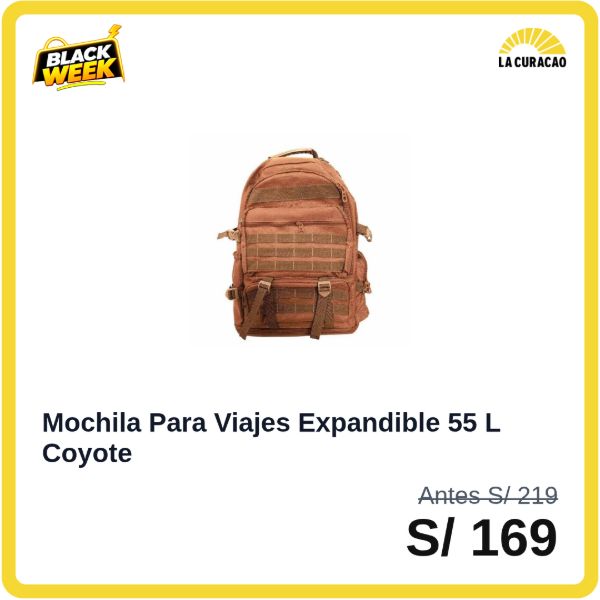 BLACK
WEEK
LA CURACAO
Mochila Para Viajes Expandible 55 L
Coyote
Antes S/ 219
S/ 169